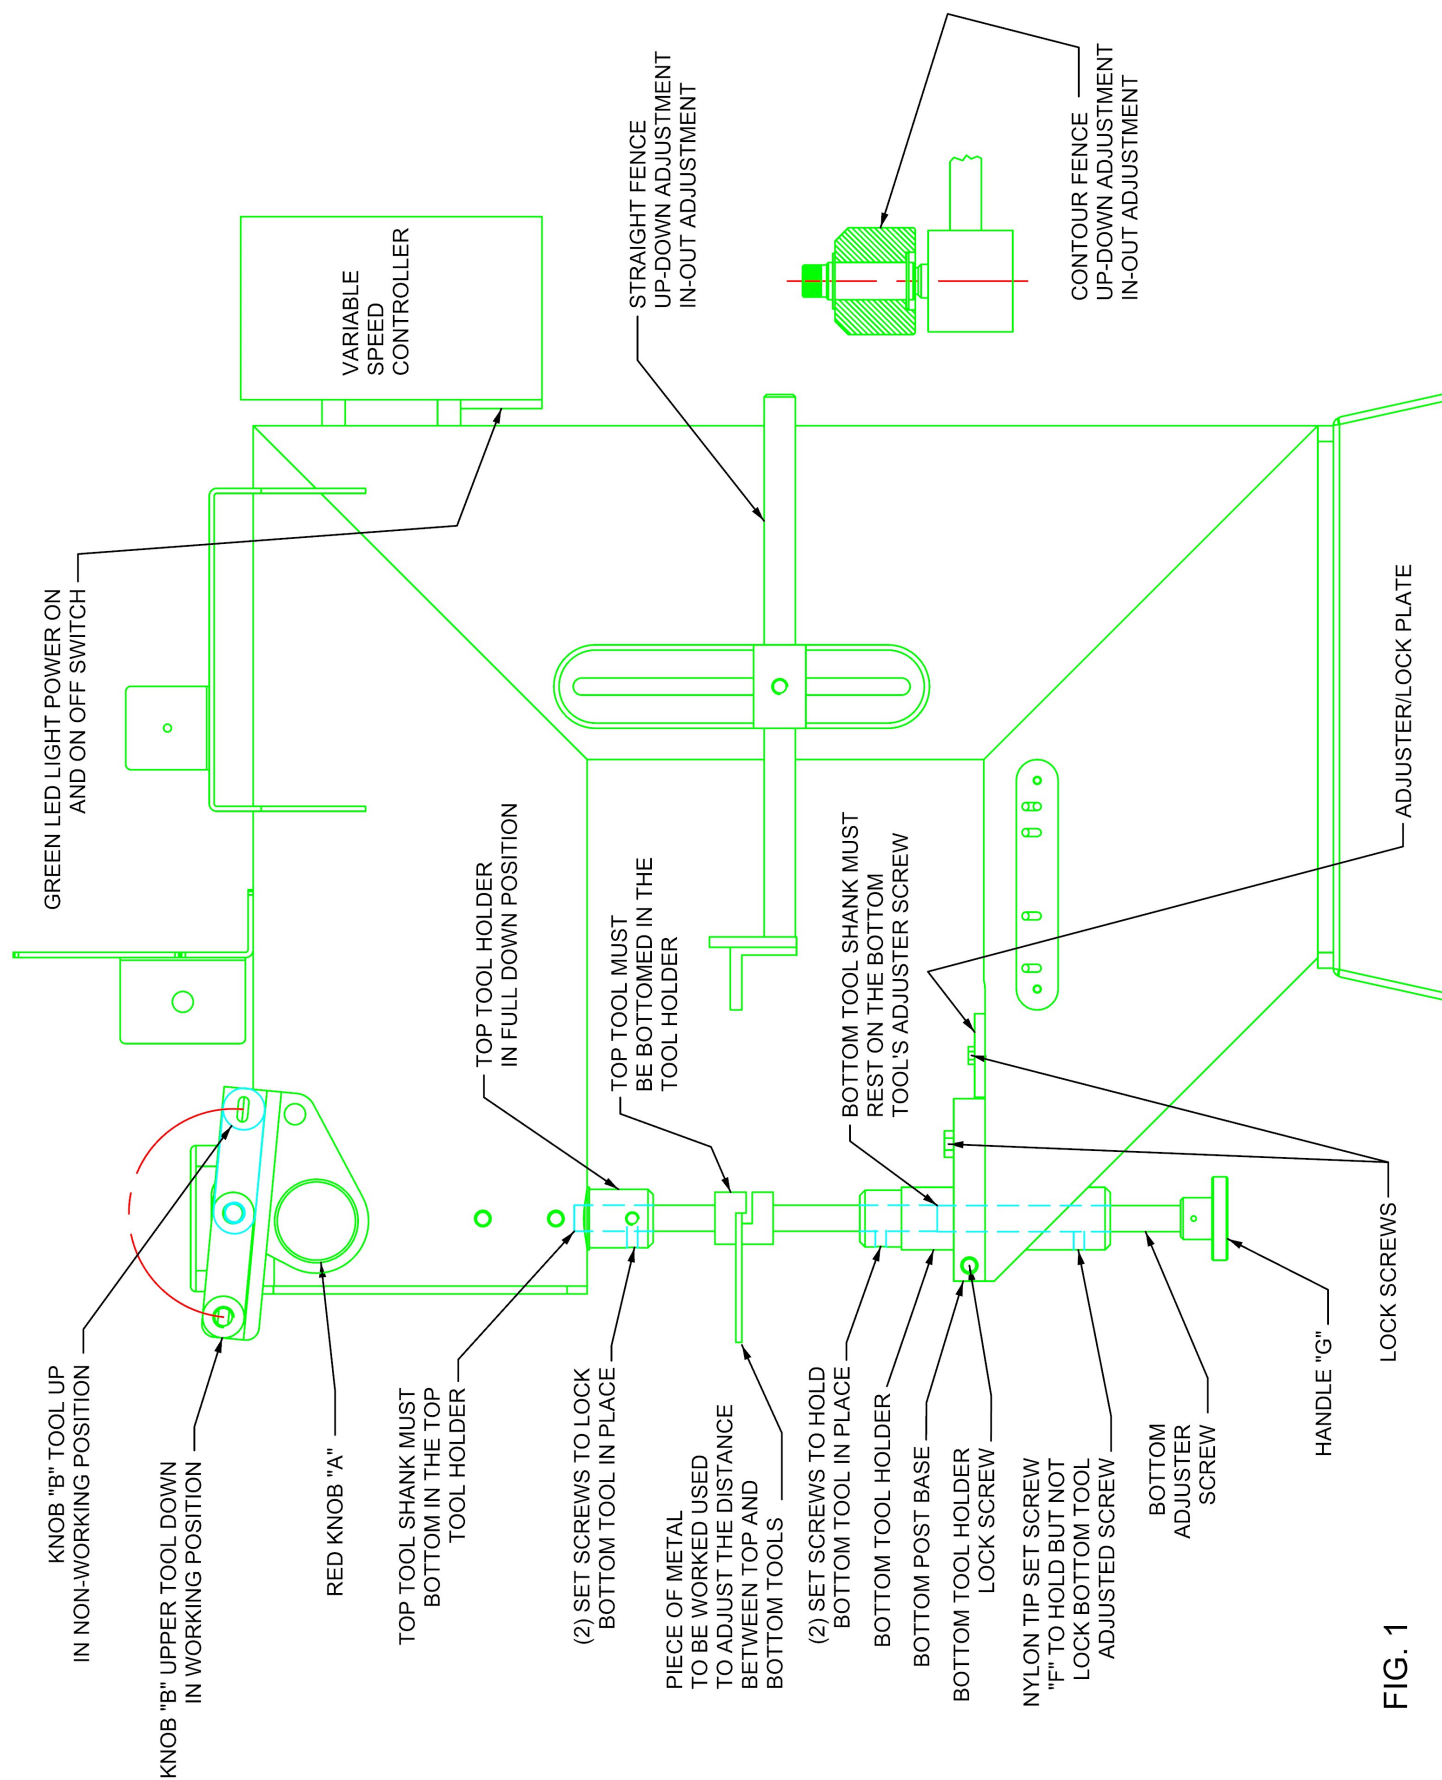 KNOB "B" TOOL UP
IN NON-WORKING POSITION
KNOB "B" UPPER TOOL DOWN
IN WORKING POSITION
RED KNOB "A"
TOP TOOL SHANK MUST
BOTTOM IN THE TOP
TOOL HOLDER
(2) SET SCREWS TO LOCK
BOTTOM TOOL IN PLACE
PIECE OF METAL
TO BE WORKED USED
TO ADJUST THE DISTANCE
BETWEEN TOP AND
BOTTOM TOOLS
(2) SET SCREWS TO HOLD
BOTTOM TOOL IN PLACE
BOTTOM TOOL HOLDER
BOTTOM POST BASE
BOTTOM TOOL HOLDER
LOCK SCREW
NYLON TIP SET SCREW
"F" TO HOLD BUT NOT
LOCK BOTTOM TOOL
ADJUSTED SCREW
BOTTOM
ADJUSTER
SCREW
HANDLE "G"
LOCK SCREWS
FIG. 1
GREEN LED LIGHT POWER ON
AND ON OFF SWITCH
TOP TOOL HOLDER
IN FULL DOWN POSITION
TOP TOOL MUST
BE BOTTOMED IN THE
TOOL HOLDER
BOTTOM TOOL SHANK MUST
REST ON THE BOTTOM
TOOL'S ADJUSTER SCREW
ADJUSTER/LOCK PLATE
VARIABLE
SPEED
CONTROLLER
STRAIGHT FENCE
UP-DOWN ADJUSTMENT
IN-OUT ADJUSTMENT
CONTOUR FENCE
UP-DOWN ADJUSTMENT
IN-OUT ADJUSTMENT